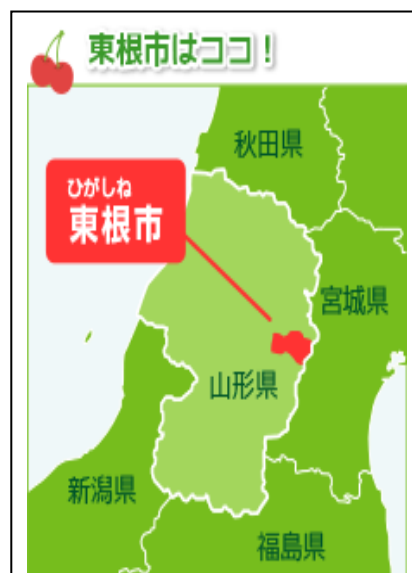 東根市はココ！
秋田県
ひがしね
東根市
宮城県
山形県
新潟県
福島県